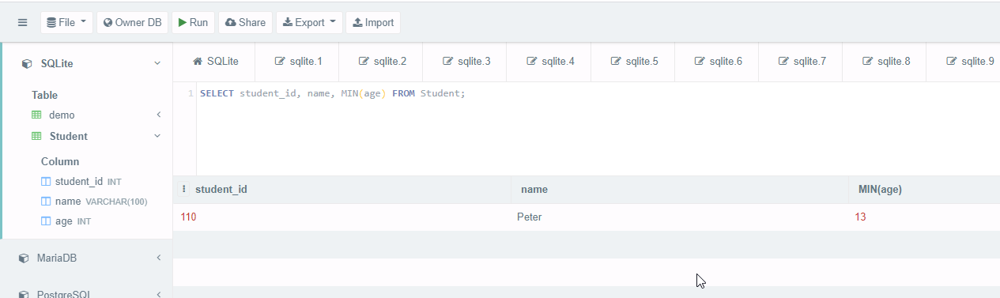 File Owner DB Run Share Export Import
SQLite
SQLite sqlite.1 sqlite.2 sqlite.3 sqlite.4 sqlite.5 sqlite.6 sqlite.7 sqlite.8 sqlite.9
Table
demo
Student
Column
student_id INT
name VARCHAR(100)
age INT
MariaDB
PostgreSQL
1 SELECT student_id, name, MIN(age) FROM Student;
student_id name MIN(age)
110 Peter 13